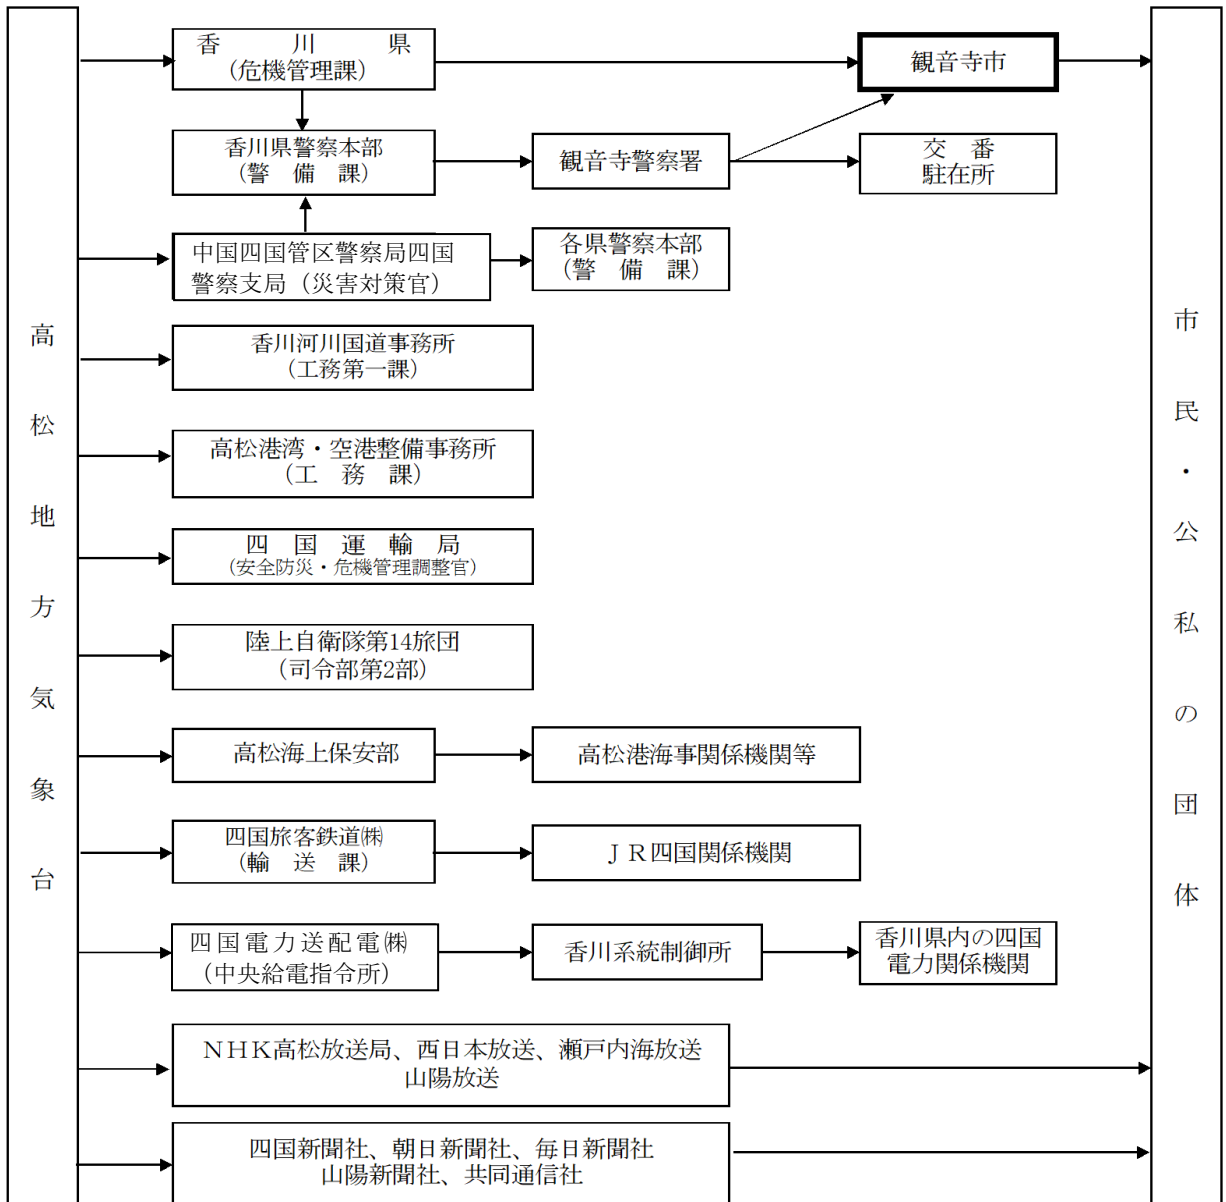 高松地方気象台
香川県
（危機管理課）
観音寺市
香川県警察本部
（警備課）
観音寺警察署
交番
駐在所
中国四国管区警察局四国
警察支局（災害対策官）
各県警察本部
（警備課）
香川河川国道事務所
（工務第一課）
高松港湾・空港整備事務所
（工務課）
四国運輸局
（安全防災・危機管理調整官）
陸上自衛隊第14旅団
（司令部第2部）
高松海上保安部
高松港海事関係機関等
四国旅客鉄道㈱
（輸送課）
ＪＲ四国関係機関
四国電力送配電㈱
（中央給電指令所）
香川系統制御所
香川県内の四国
電力関係機関
ＮＨＫ高松放送局、西日本放送、瀬戸内海放送
山陽放送
四国新聞社、朝日新聞社、毎日新聞社
山陽新聞社、共同通信社
市民・公私の団体